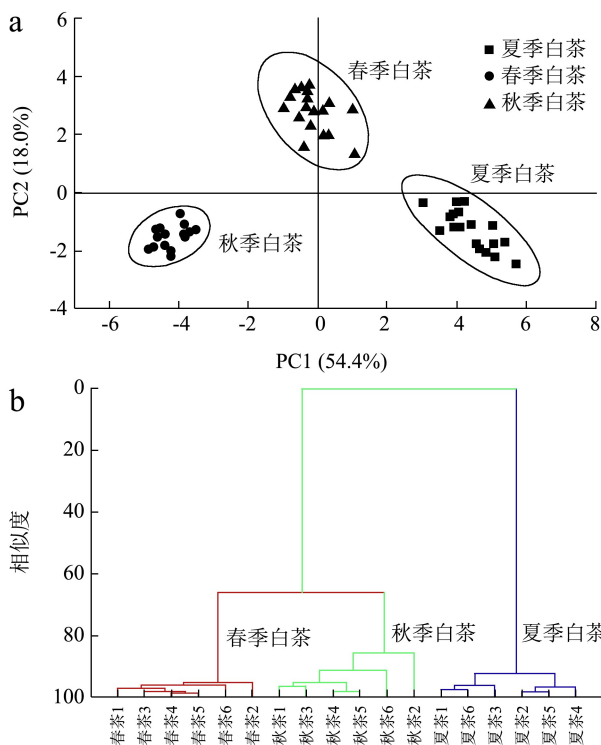 a
6
4
2
0
-2
-4
PC2 (18.0%)
春季白茶
夏季白茶
秋季白茶
■ 夏季白茶
● 春季白茶
▲ 秋季白茶
-6
-4
-2
0
2
4
6
8
PC1 (54.4%)
b
0
20
40
60
80
100
相似度
春季白茶
秋季白茶
夏季白茶
春茶1
春茶3
春茶4
春茶5
春茶6
春茶2
秋茶1
秋茶3
秋茶4
秋茶5
秋茶6
秋茶2
夏茶1
夏茶6
夏茶3
夏茶2
夏茶5
夏茶4